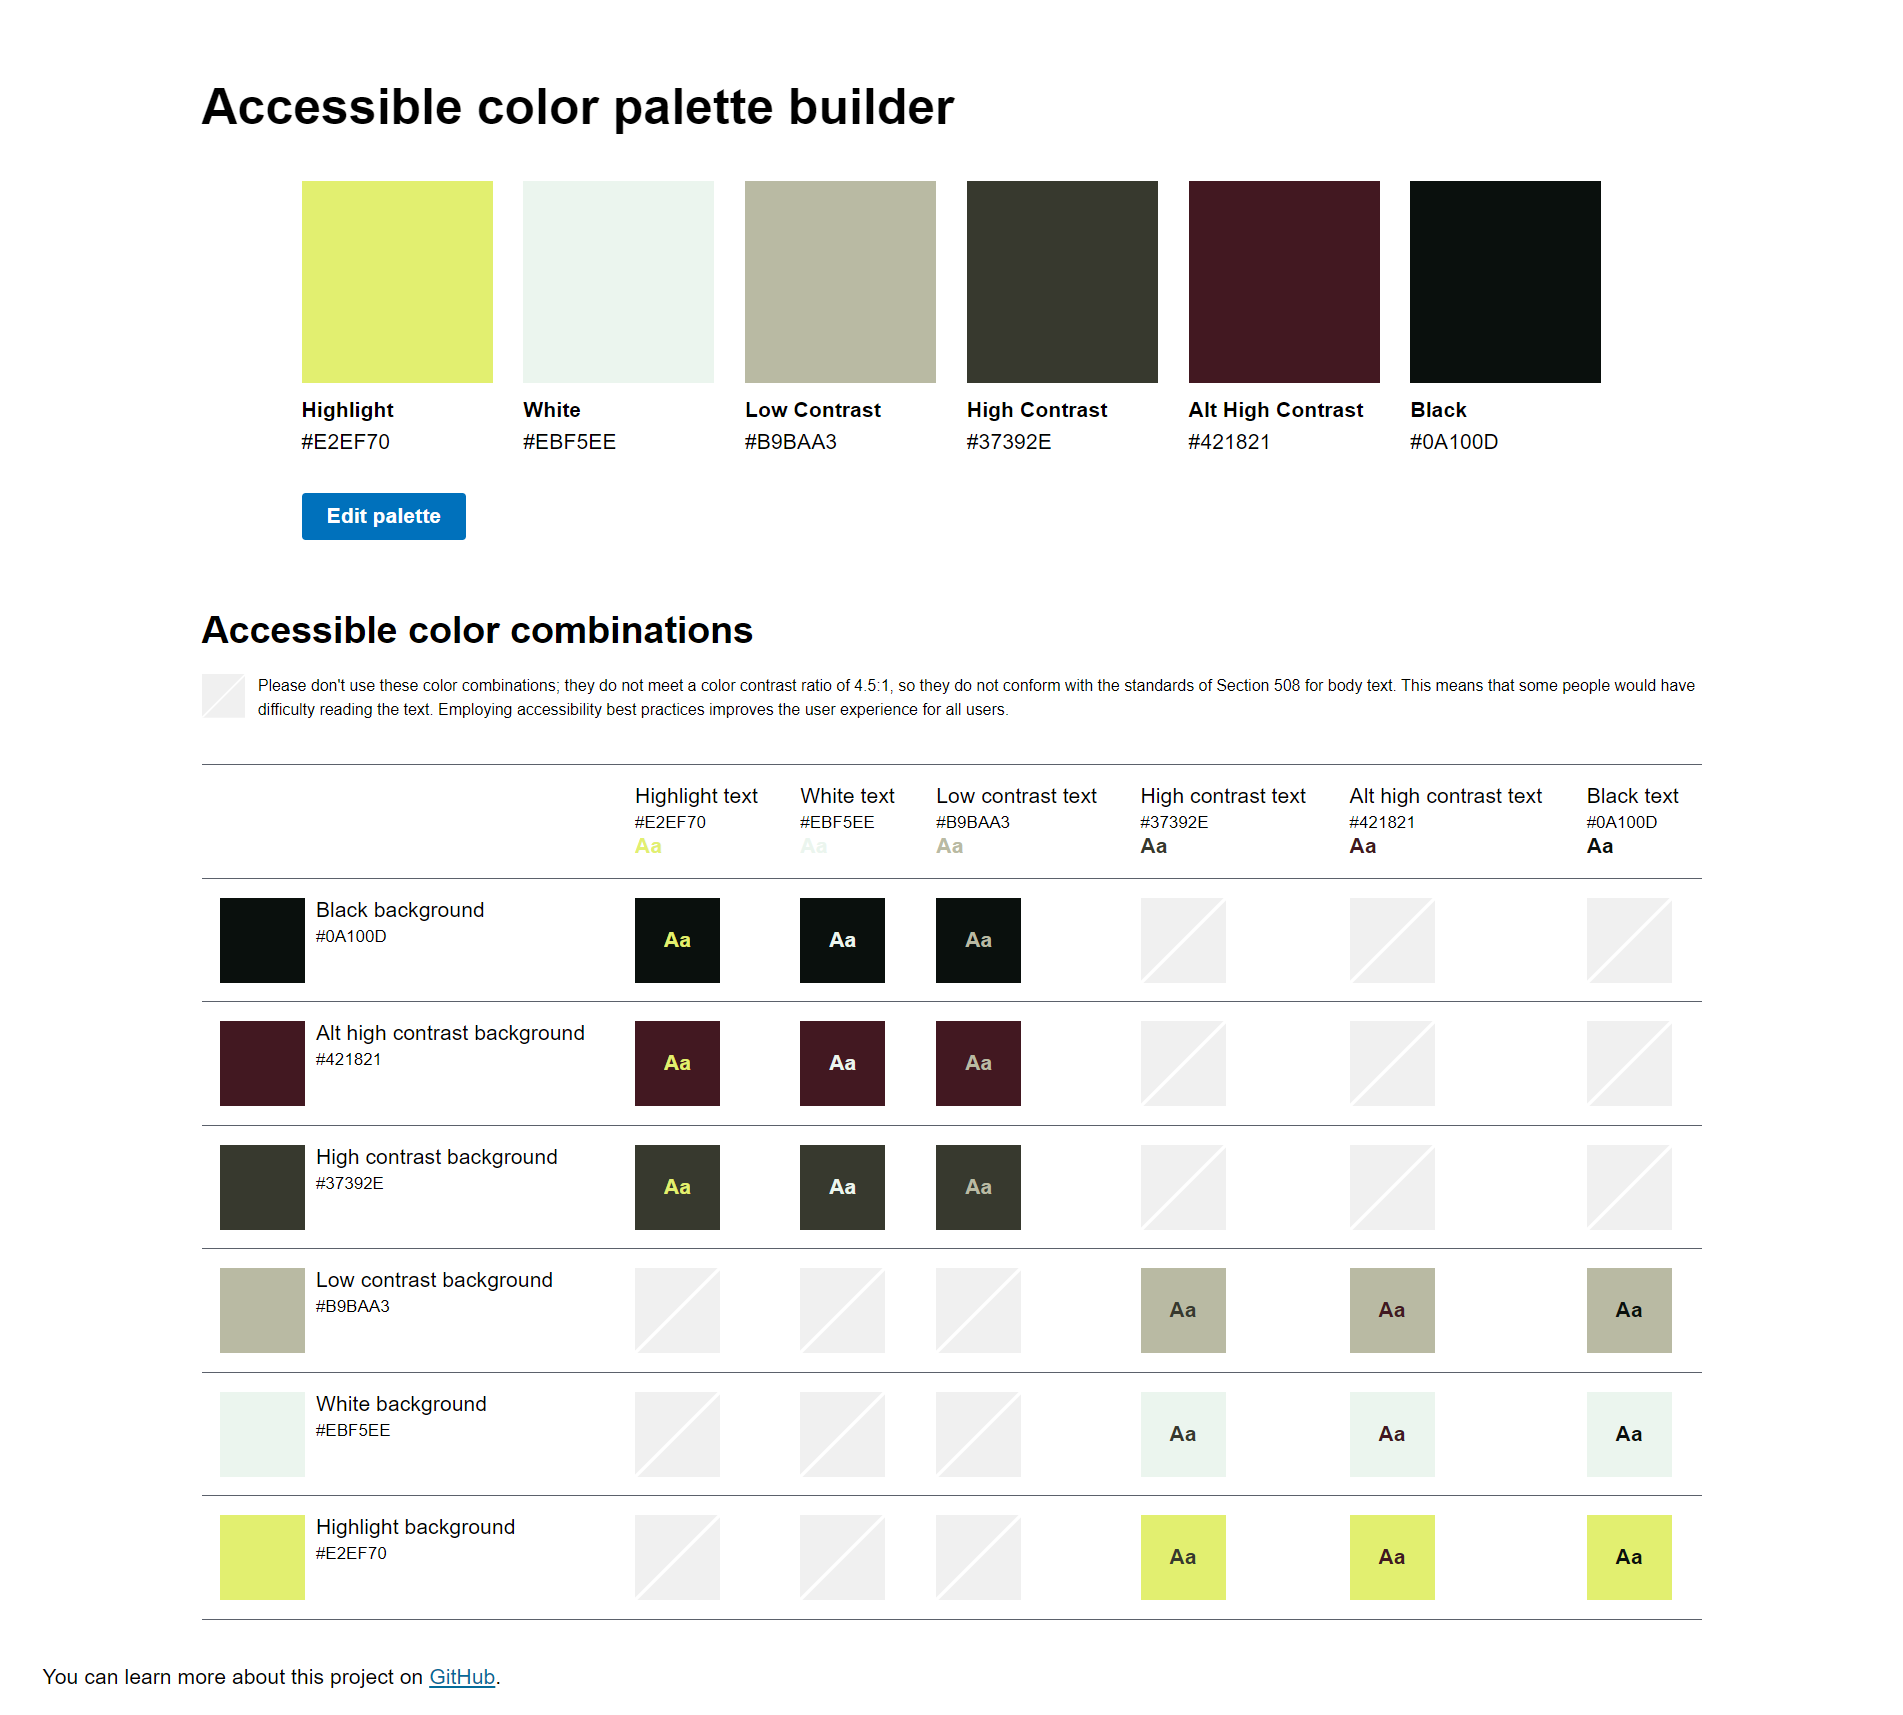 Accessible color palette builder
Highlight White Low Contrast High Contrast Alt High Contrast Black
#E2EF70 #EBF5EE #B9BAA3 #37392E #421821 #0A100D
Edit palette
Accessible color combinations
Please don't use these color combinations; they do not meet a color contrast ratio of 4.5:1, so they do not conform with the standards of Section 508 for body text. This means that some people would have
difficulty reading the text. Employing accessibility best practices improves the user experience for all users.
Highlight text White text Low contrast text High contrast text Alt high contrast text Black text
#E2EF70 #EBF5EE #B9BAA3 #37392E #421821 #0A100D
Aa Aa Aa Aa Aa Aa
Black background
#0A100D
Aa Aa Aa
Alt high contrast background
#421821
Aa Aa Aa
High contrast background
#37392E
Aa Aa Aa
Low contrast background
#B9BAA3
Aa Aa Aa
White background
#EBF5EE
Aa Aa Aa
Highlight background
#E2EF70
Aa Aa Aa
You can learn more about this project on GitHub.